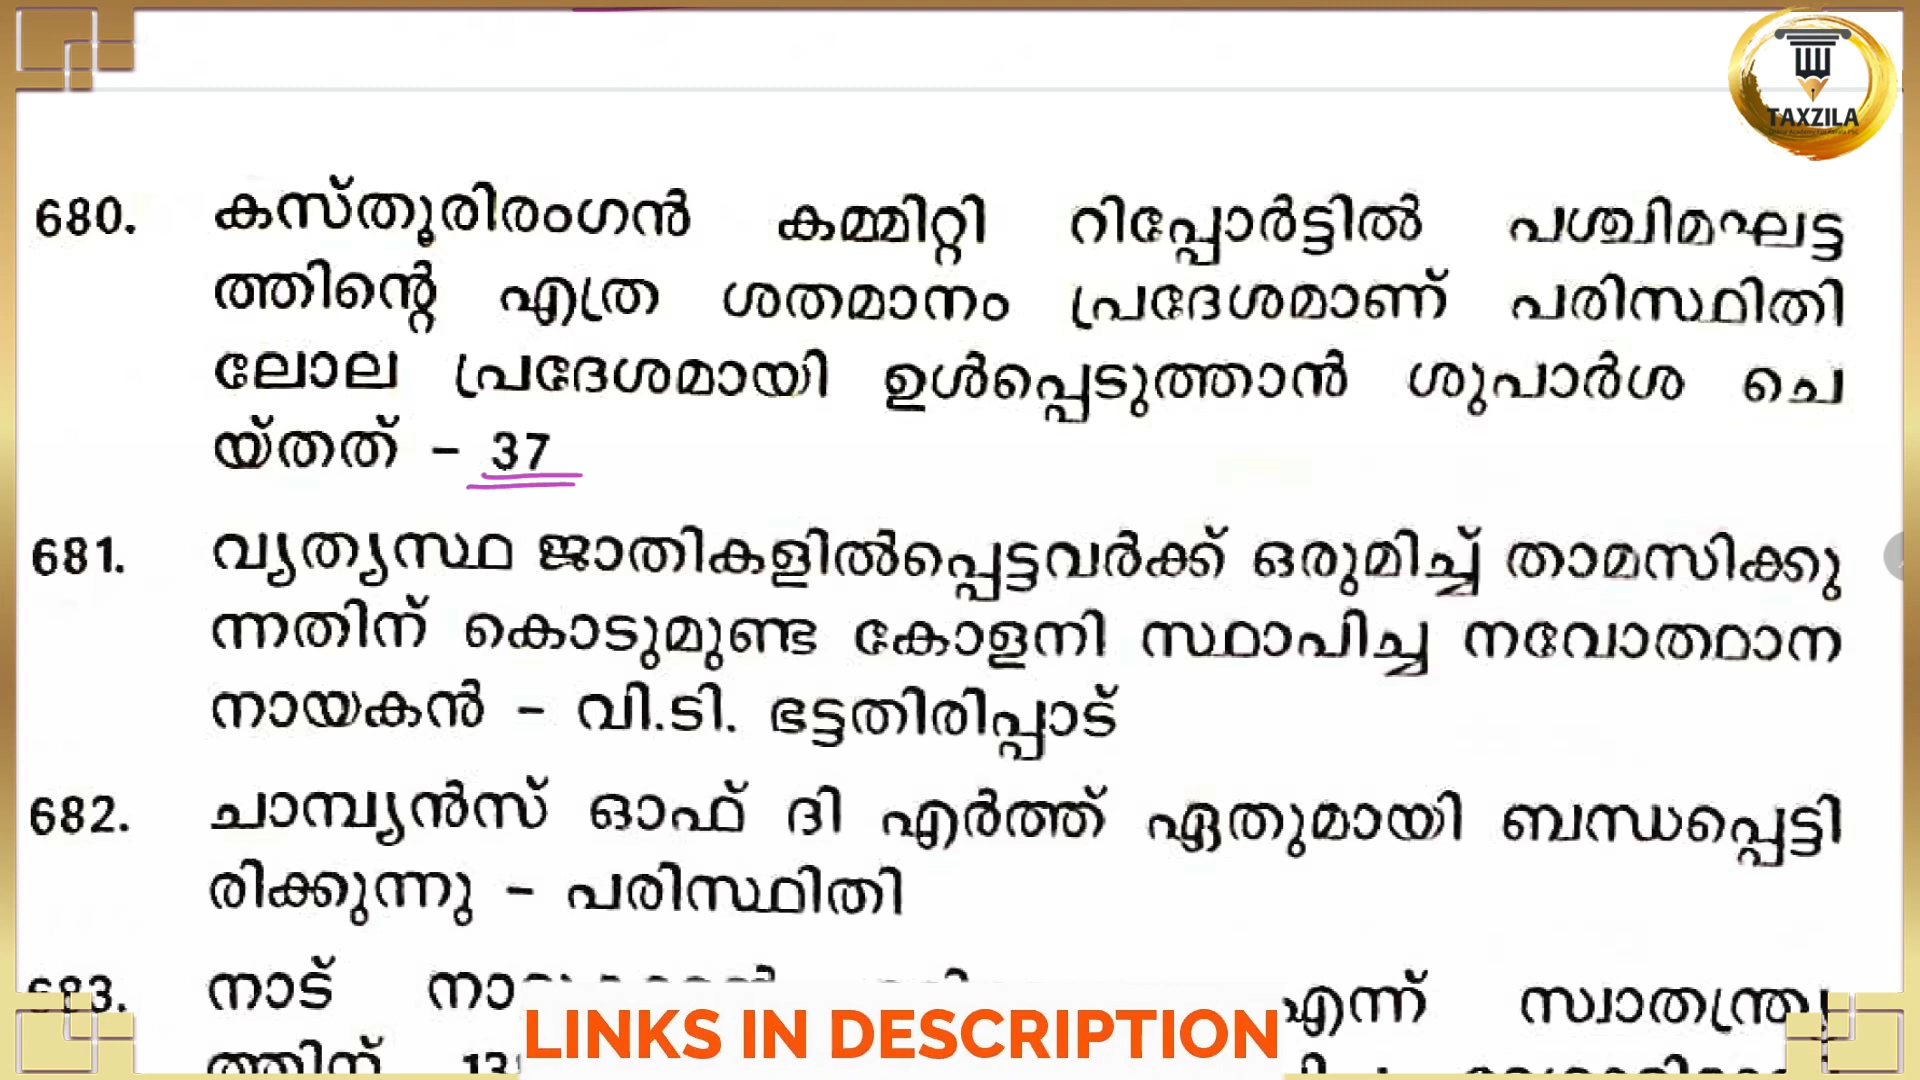 TAXZILA
680. കസ്തൂരിരംഗൻ കമ്മിറ്റി റിപ്പോർട്ടിൽ പശ്ചിമഘട്ട
ത്തിന്റെ എത്ര ശതമാനം പ്രദേശമാണ് പരിസ്ഥിതി
ലോല പ്രദേശമായി ഉൾപ്പെടുത്താൻ ശുപാർശ ചെ
യ്തത് - 37
681. വ്യത്യസ്ഥ ജാതികളിൽപ്പെട്ടവർക്ക് ഒരുമിച്ച് താമസിക്കു
ന്നതിന് കൊടുമുണ്ട കോളനി സ്ഥാപിച്ച നവോത്ഥാന
നായകൻ - വി.ടി. ഭട്ടതിരിപ്പാട്
682. ചാമ്പ്യൻസ് ഓഫ് ദി എർത്ത് ഏതുമായി ബന്ധപ്പെട്ടി
രിക്കുന്നു - പരിസ്ഥിതി
683. നാട് എന്ന് സ്വാതന്ത്ര്യ
ത്തിന്
LINKS IN DESCRIPTION